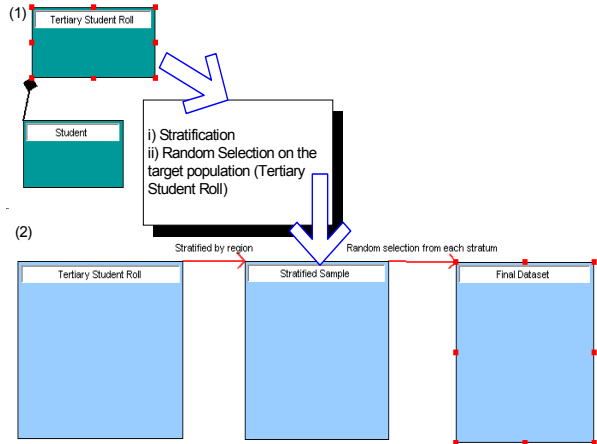 (1)
Tertiary Student Roll
Student
i) Stratification
ii) Random Selection on the
target population (Tertiary
Student Roll)
(2)
Stratified by region
Random selection from each stratum
Tertiary Student Roll
Stratified Sample
Final Dataset